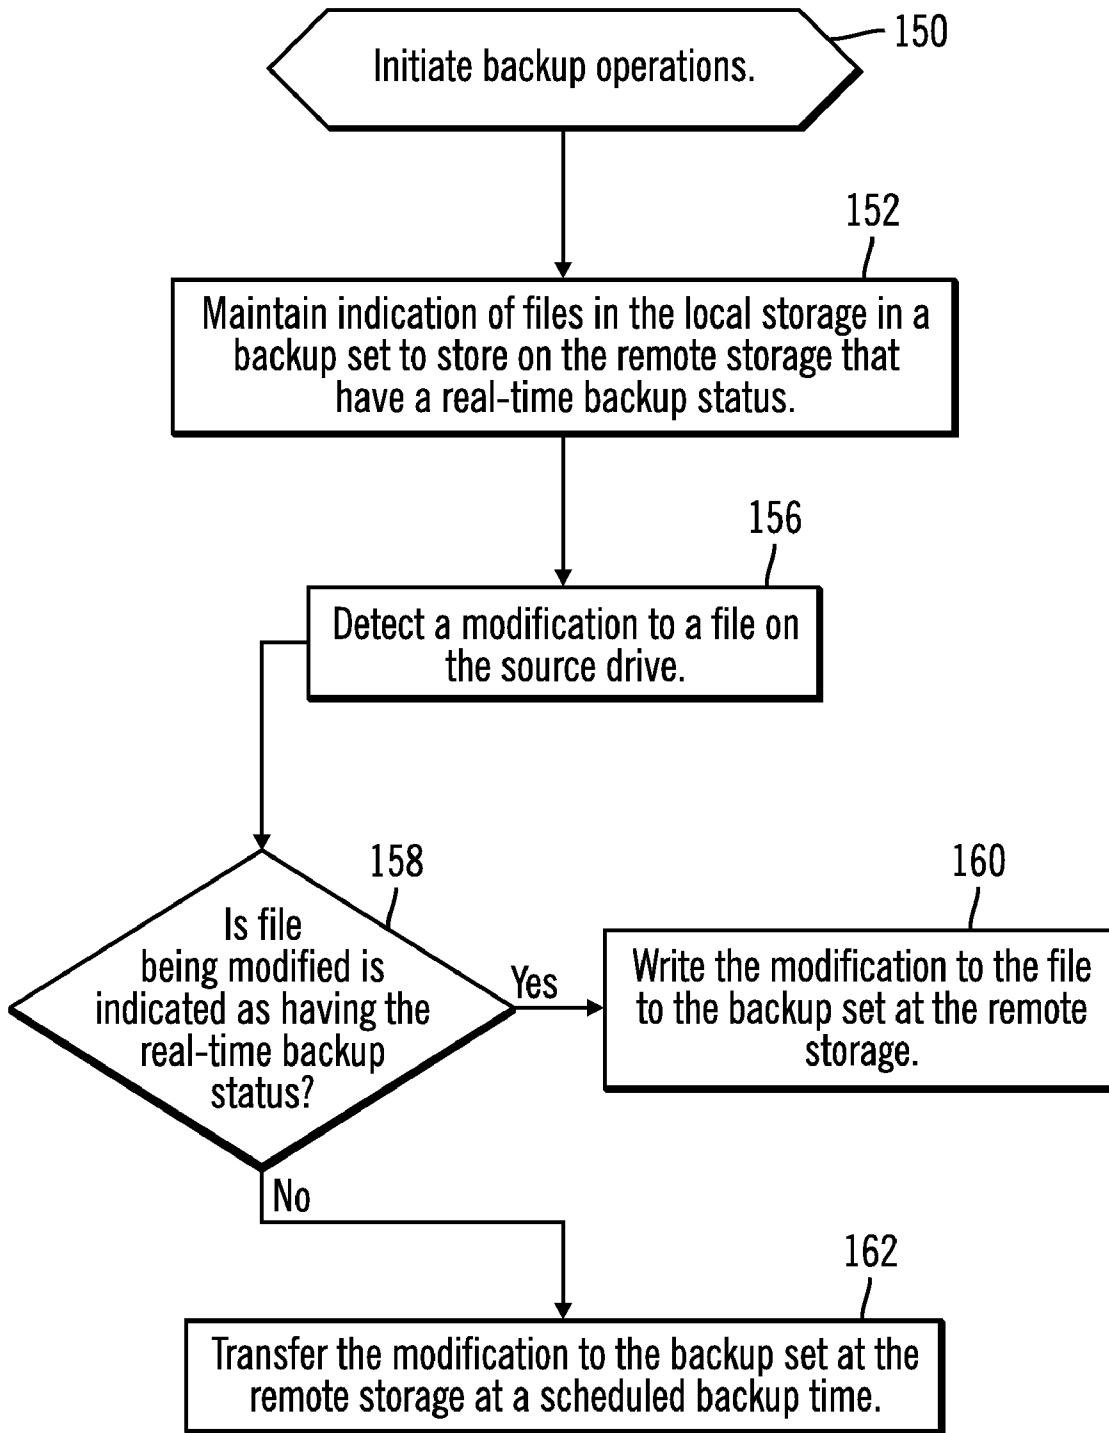 150
Initiate backup operations.
152
Maintain indication of files in the local storage in a
backup set to store on the remote storage that
have a real-time backup status.
156
Detect a modification to a file on
the source drive.
158
Is file
being modified is
indicated as having the
real-time backup
status?
Yes
160
Write the modification to the file
to the backup set at the remote
storage.
No
162
Transfer the modification to the backup set at the
remote storage at a scheduled backup time.